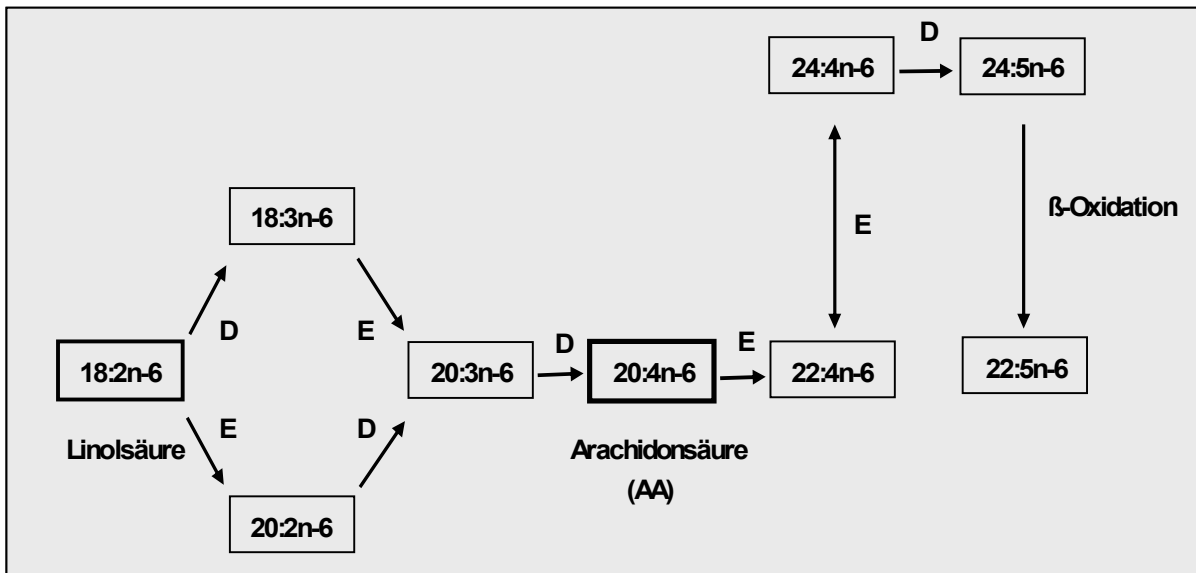 D
24:4n-6
24:5n-6
18:3n-6
ß-Oxidation
E
D
E
18:2n-6
20:3n-6
D
20:4n-6
E
22:4n-6
22:5n-6
E
D
Linolsäure
Arachidonsäure
(AA)
20:2n-6